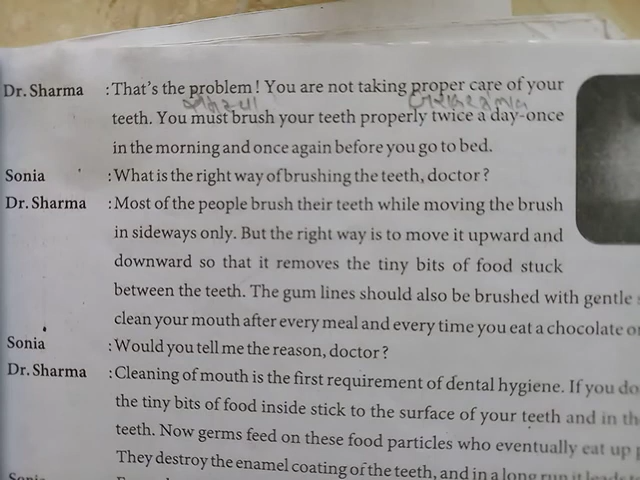 Dr. Sharma : That's the problem! You are not taking proper care of your
સમસ્યા
teeth. You must brush your teeth properly twice a day-once
in the morning and once again before you go to bed.
Sonia : What is the right way of brushing the teeth, doctor?
Dr. Sharma : Most of the people brush their teeth while moving the brush
in sideways only. But the right way is to move it upward and
downward so that it removes the tiny bits of food stuck
between the teeth. The gum lines should also be brushed with gentle
clean your mouth after every meal and every time you eat a chocolate
Sonia : Would you tell me the reason, doctor?
Dr. Sharma : Cleaning of mouth is the first requirement of dental hygiene. If you do
the tiny bits of food inside stick to the surface of your teeth and in
teeth. Now germs feed on these food particles who eventually eat up
They destroy the enamel coating of the teeth, and in a long run it